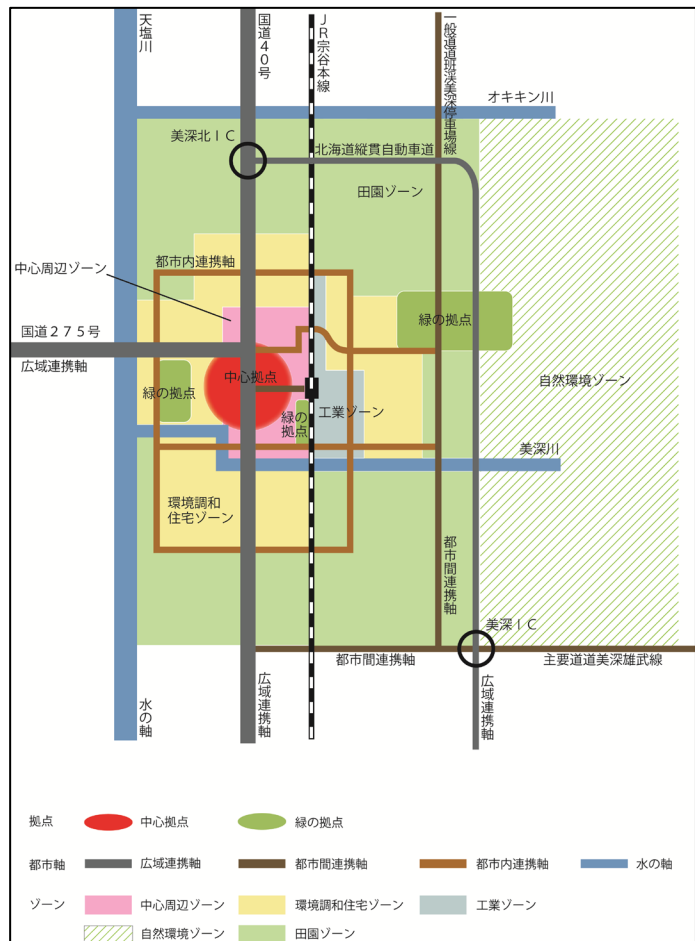 天塩川
国道40号
JR宗谷本線
一般道道班渓美深停車場線
オキキン川
美深北IC
北海道縦貫自動車道
田園ゾーン
都市内連携軸
中心周辺ゾーン
国道275号
広域連携軸
緑の拠点
中心拠点
緑の拠点
自然環境ゾーン
緑の
拠点
工業ゾーン
美深川
環境調和
住宅ゾーン
都市間連携軸
美深IC
都市間連携軸
主要道道美深雄武線
水の軸
広域連携軸
広域連携軸
拠点 中心拠点 緑の拠点
都市軸 広域連携軸 都市間連携軸 都市内連携軸 水の軸
ゾーン 中心周辺ゾーン 環境調和住宅ゾーン 工業ゾーン
自然環境ゾーン 田園ゾーン